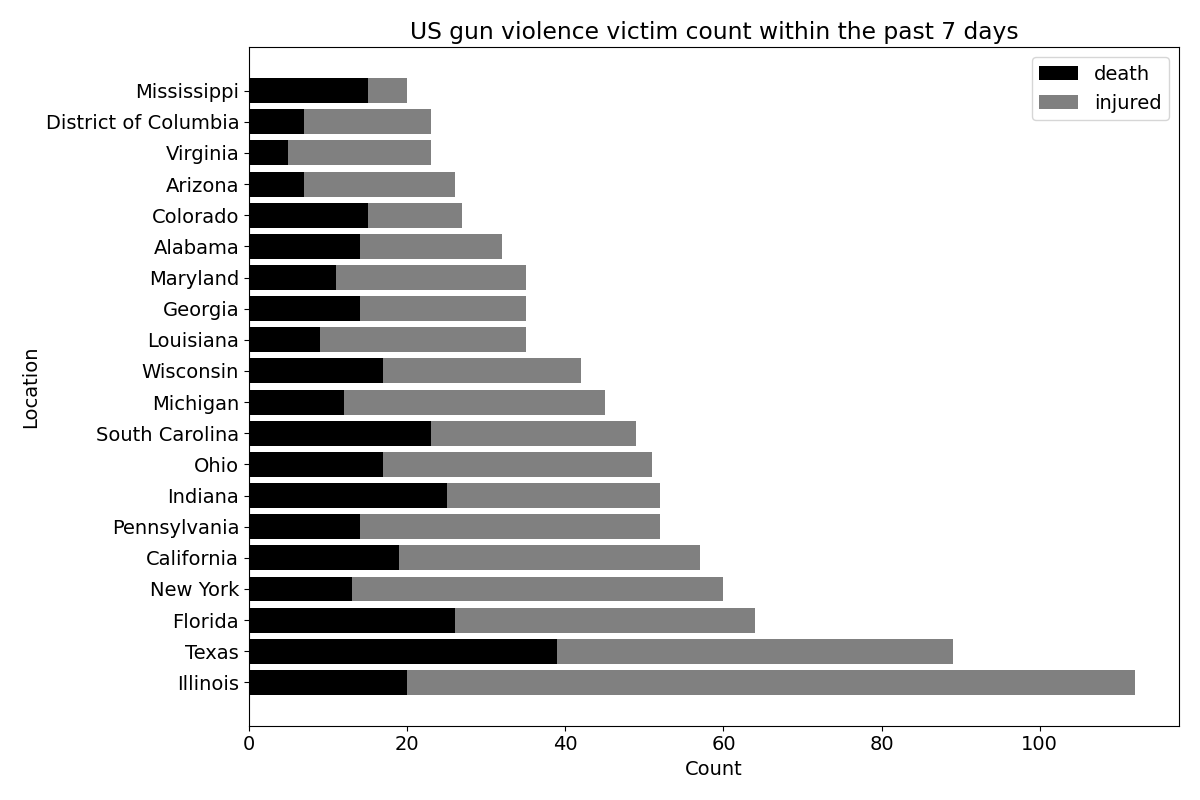 US gun violence victim count within the past 7 days
death
injured
Mississippi
District of Columbia
Virginia
Arizona
Colorado
Alabama
Maryland
Georgia
Louisiana
Wisconsin
Michigan
South Carolina
Ohio
Indiana
Pennsylvania
California
New York
Florida
Texas
Illinois
Location
0 20 40 60 80 100
Count